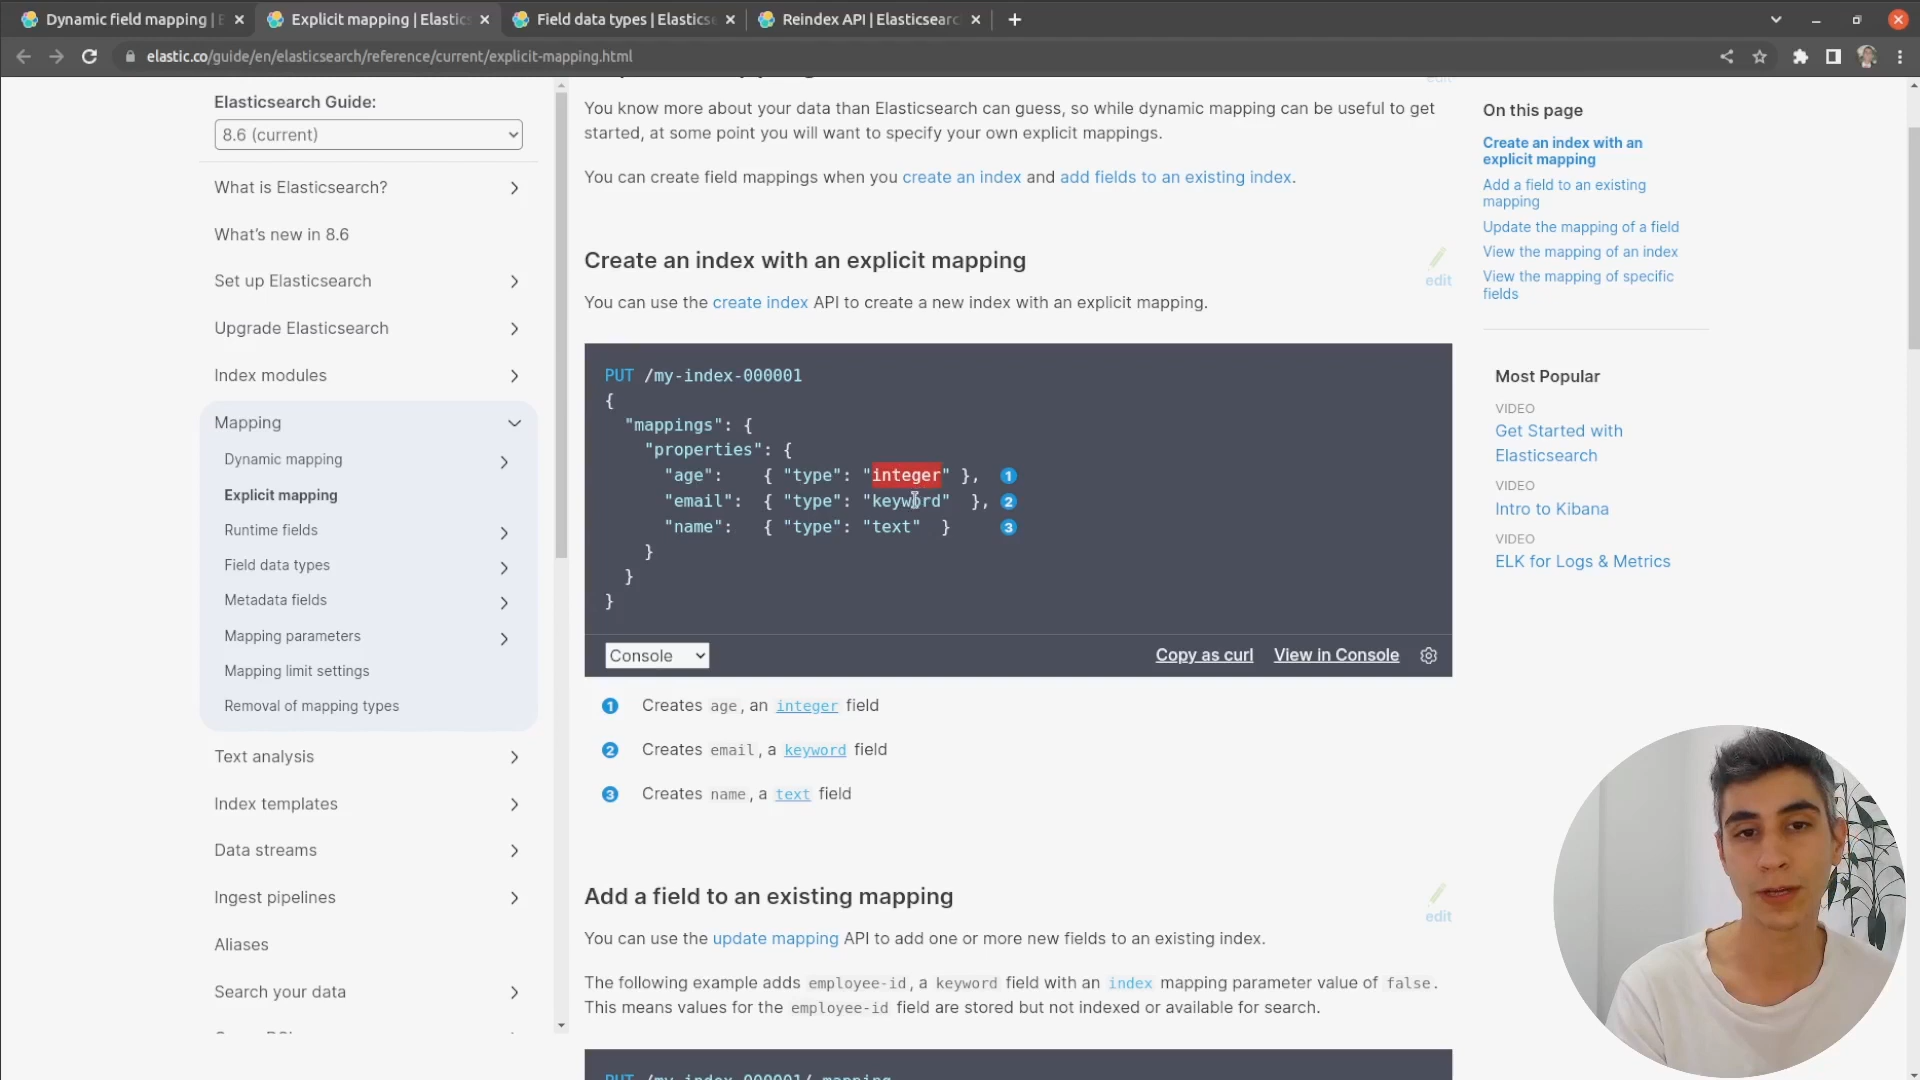 Dynamic field mapping |
Explicit mapping | Elastic
Field data types | Elasticse
Reindex API | Elasticsearc
elastic.co/guide/en/elasticsearch/reference/current/explicit-mapping.html
Elasticsearch Guide:
8.6 (current)
What is Elasticsearch?
What's new in 8.6
Set up Elasticsearch
Upgrade Elasticsearch
Index modules
Mapping
Dynamic mapping
Explicit mapping
Runtime fields
Field data types
Metadata fields
Mapping parameters
Mapping limit settings
Removal of mapping types
Text analysis
Index templates
Data streams
Ingest pipelines
Aliases
Search your data
edit
You know more about your data than Elasticsearch can guess, so while dynamic mapping can be useful to get
started, at some point you will want to specify your own explicit mappings.
You can create field mappings when you create an index and add fields to an existing index.
Create an index with an explicit mapping
edit
You can use the create index API to create a new index with an explicit mapping.
PUT /my-index-000001
{
"mappings": {
"properties": {
"age": { "type": "integer" }, 1
"email": { "type": "keyword" }, 2
"name": { "type": "text" } 3
}
}
}
Console
Copy as curl View in Console
1 Creates age, an integer field
2 Creates email, a keyword field
3 Creates name, a text field
Add a field to an existing mapping
edit
You can use the update mapping API to add one or more new fields to an existing index.
The following example adds employee-id, a keyword field with an index mapping parameter value of false.
This means values for the employee-id field are stored but not indexed or available for search.
PUT /my-index-000001/_mapping
On this page
Create an index with an
explicit mapping
Add a field to an existing
mapping
Update the mapping of a field
View the mapping of an index
View the mapping of specific
fields
Most Popular
VIDEO
Get Started with
Elasticsearch
VIDEO
Intro to Kibana
VIDEO
ELK for Logs & Metrics